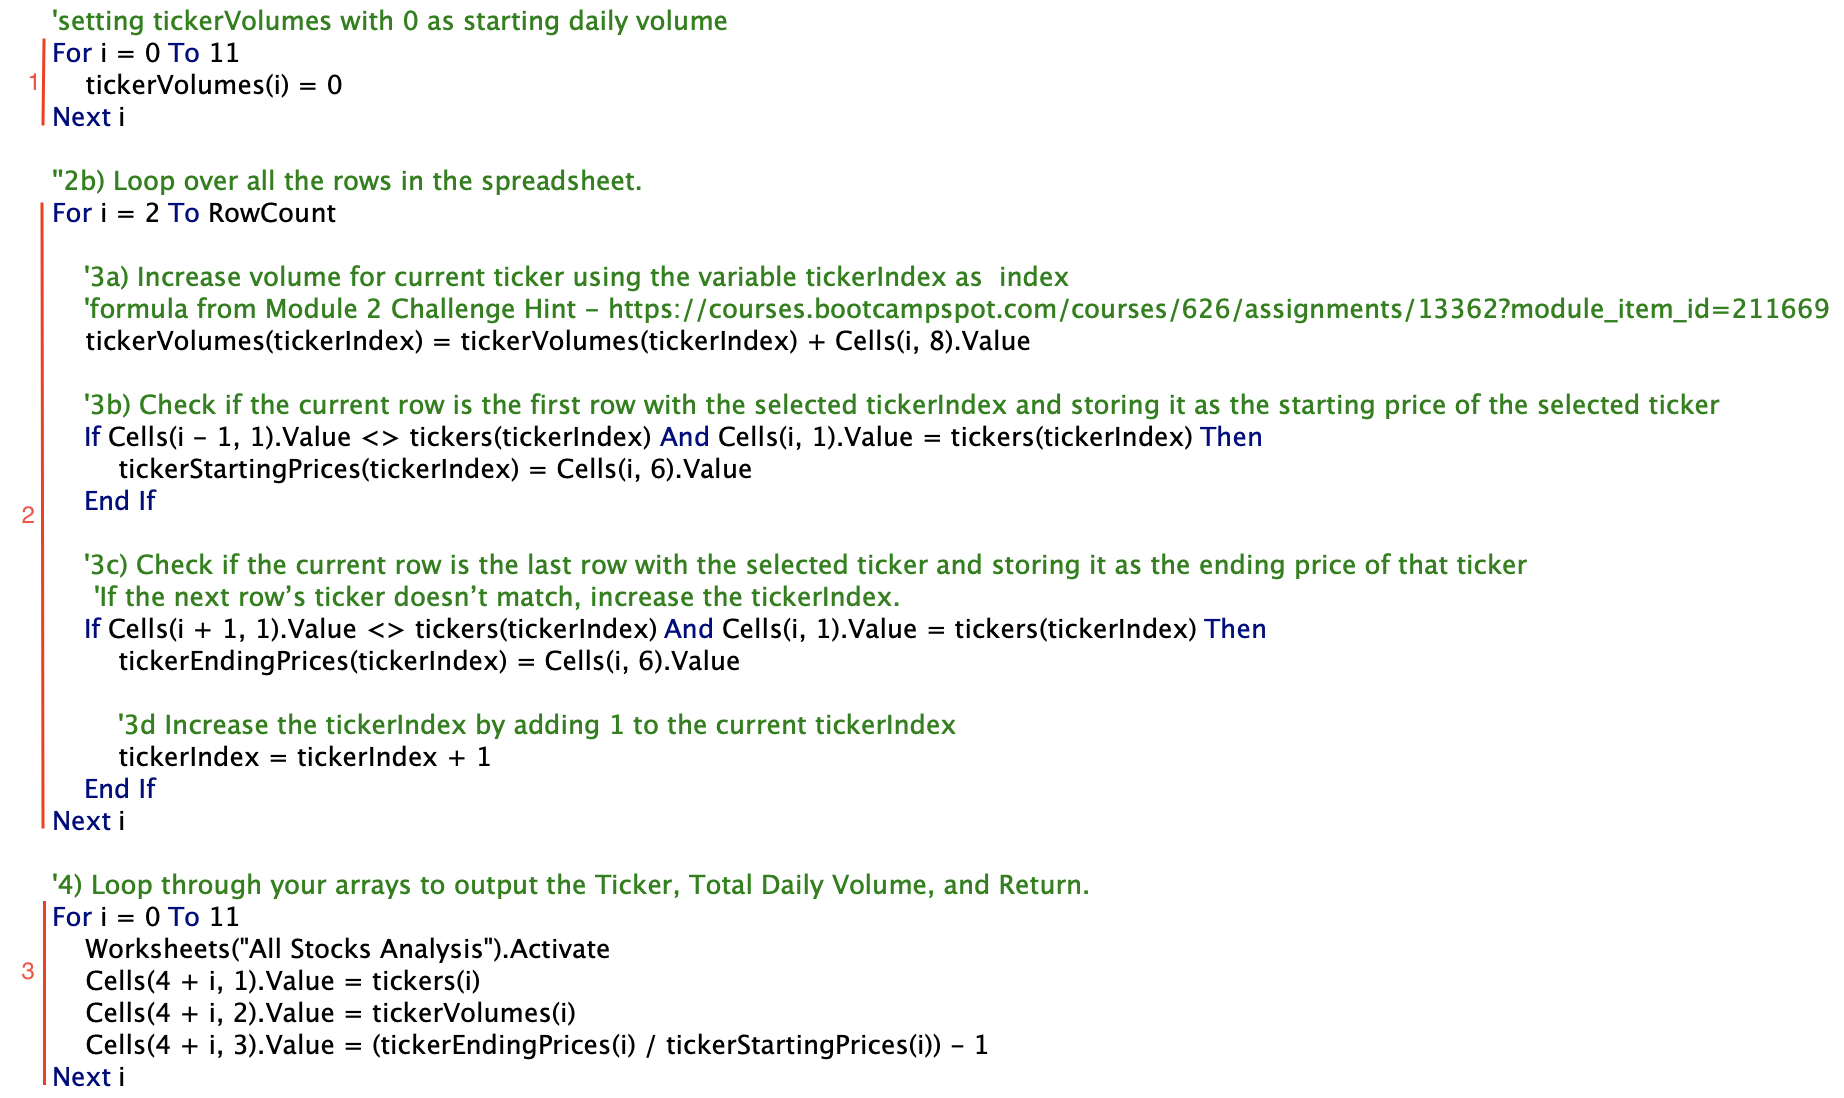 'setting tickerVolumes with 0 as starting daily volume
For i = 0 To 11
1
tickerVolumes(i) = 0
Next i
"2b) Loop over all the rows in the spreadsheet.
For i = 2 To RowCount
'3a) Increase volume for current ticker using the variable tickerIndex as  index
'formula from Module 2 Challenge Hint – https://courses.bootcampspot.com/courses/626/assignments/13362?module_item_id=211669
tickerVolumes(tickerIndex) = tickerVolumes(tickerIndex) + Cells(i, 8).Value
'3b) Check if the current row is the first row with the selected tickerIndex and storing it as the starting price of the selected ticker
If Cells(i – 1, 1).Value <> tickers(tickerIndex) And Cells(i, 1).Value = tickers(tickerIndex) Then
tickerStartingPrices(tickerIndex) = Cells(i, 6).Value
End If
2
'3c) Check if the current row is the last row with the selected ticker and storing it as the ending price of that ticker
'If the next row’s ticker doesn’t match, increase the tickerIndex.
If Cells(i + 1, 1).Value <> tickers(tickerIndex) And Cells(i, 1).Value = tickers(tickerIndex) Then
tickerEndingPrices(tickerIndex) = Cells(i, 6).Value
'3d Increase the tickerIndex by adding 1 to the current tickerIndex
tickerIndex = tickerIndex + 1
End If
Next i
'4) Loop through your arrays to output the Ticker, Total Daily Volume, and Return.
For i = 0 To 11
Worksheets("All Stocks Analysis").Activate
3
Cells(4 + i, 1).Value = tickers(i)
Cells(4 + i, 2).Value = tickerVolumes(i)
Cells(4 + i, 3).Value = (tickerEndingPrices(i) / tickerStartingPrices(i)) – 1
Next i